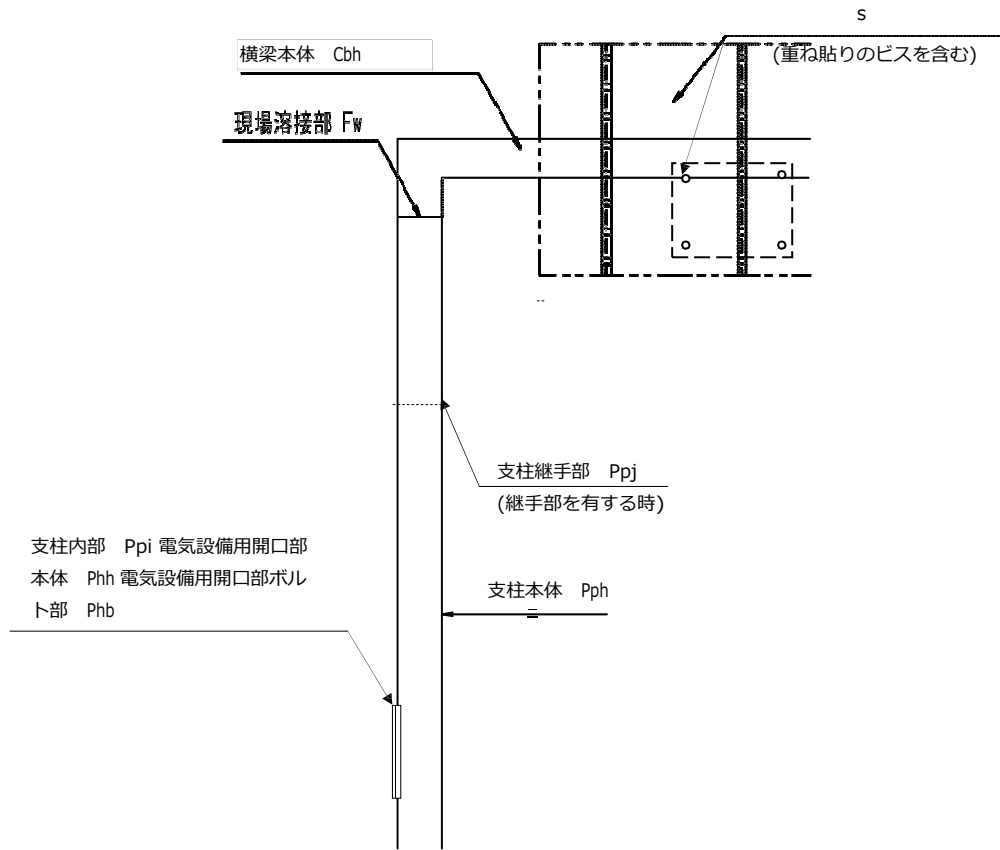 s
(重ね貼りのビスを含む)
横梁本体 Cbh
現場溶接部 Fw
支柱継手部 Ppj
(継手部を有する時)
支柱内部 Ppi 電気設備用開口部
本体 Phh 電気設備用開口部ボル
ト部 Phb
支柱本体 Pph